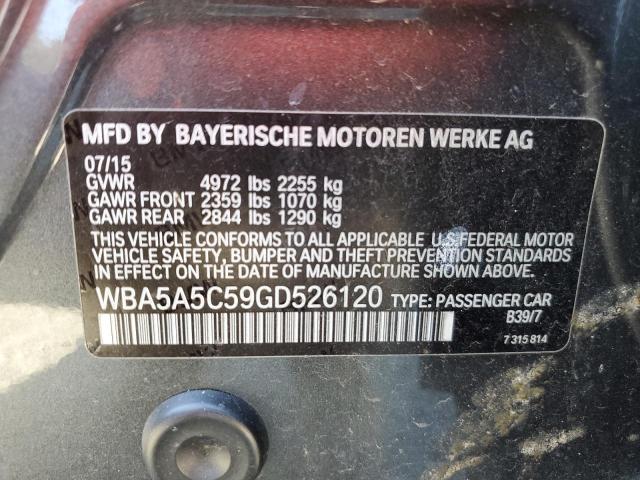 MFD BY BAYERISCHE MOTOREN WERKE AG
07/15
GVWR 4972 lbs 2255 kg
GAWR FRONT 2359 lbs 1070 kg
GAWR REAR 2844 lbs 1290 kg
THIS VEHICLE CONFORMS TO ALL APPLICABLE U.S FEDERAL MOTOR
VEHICLE SAFETY, BUMPER AND THEFT PREVENTION STANDARDS
IN EFFECT ON THE DATE OF MANUFACTURE SHOWN ABOVE.
WBA5A5C59GD526120 TYPE: PASSENGER CAR
B39/7
7 315 814